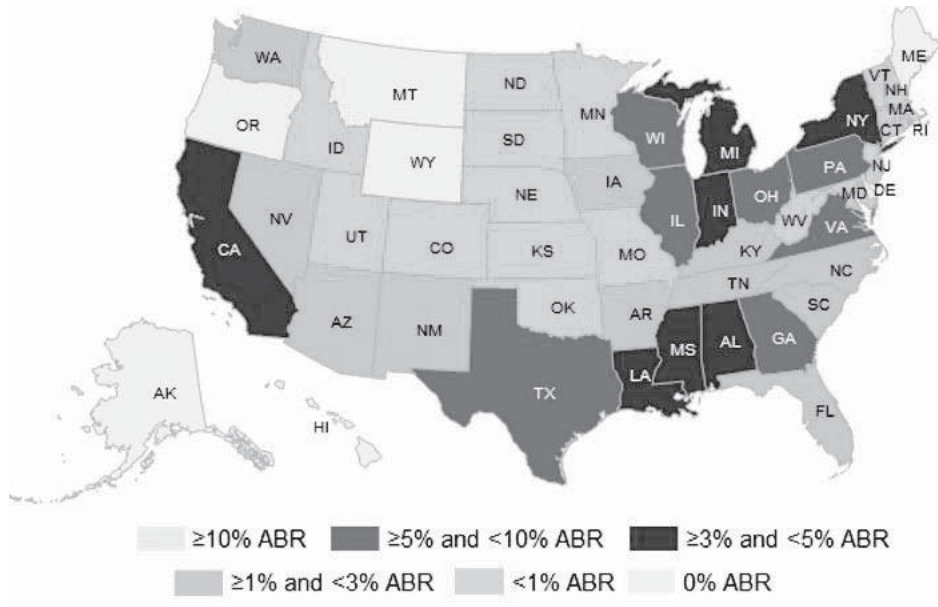 ME
WA
ND
VT
MT
NH
MN
MA
OR
NY
CT
RI
SD
WI
ID
MI
WY
PA
NJ
IA
NE
OH
DE
MD
NV
IL
IN
WV
UT
VA
CA
CO
KS
MO
KY
NC
TN
OK
AZ
NM
AR
SC
MS
AL
GA
LA
TX
AK
FL
HI
≥10% ABR ≥5% and <10% ABR ≥3% and <5% ABR
≥1% and <3% ABR <1% ABR 0% ABR